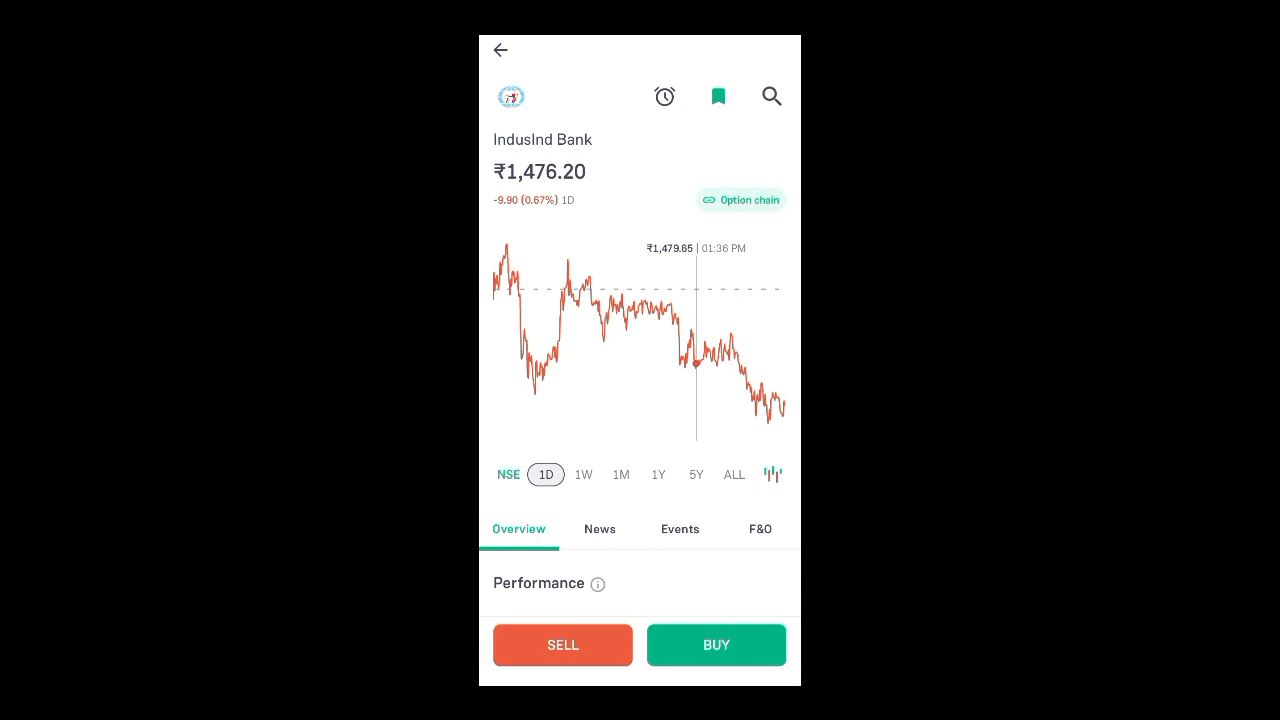 IndusInd Bank
₹1,476.20
-9.90 (0.67%) 1D
Option chain
₹1,479.65 | 01:36 PM
NSE 1D 1W 1M 1Y 5Y ALL
Overview News Events F&O
Performance
SELL BUY